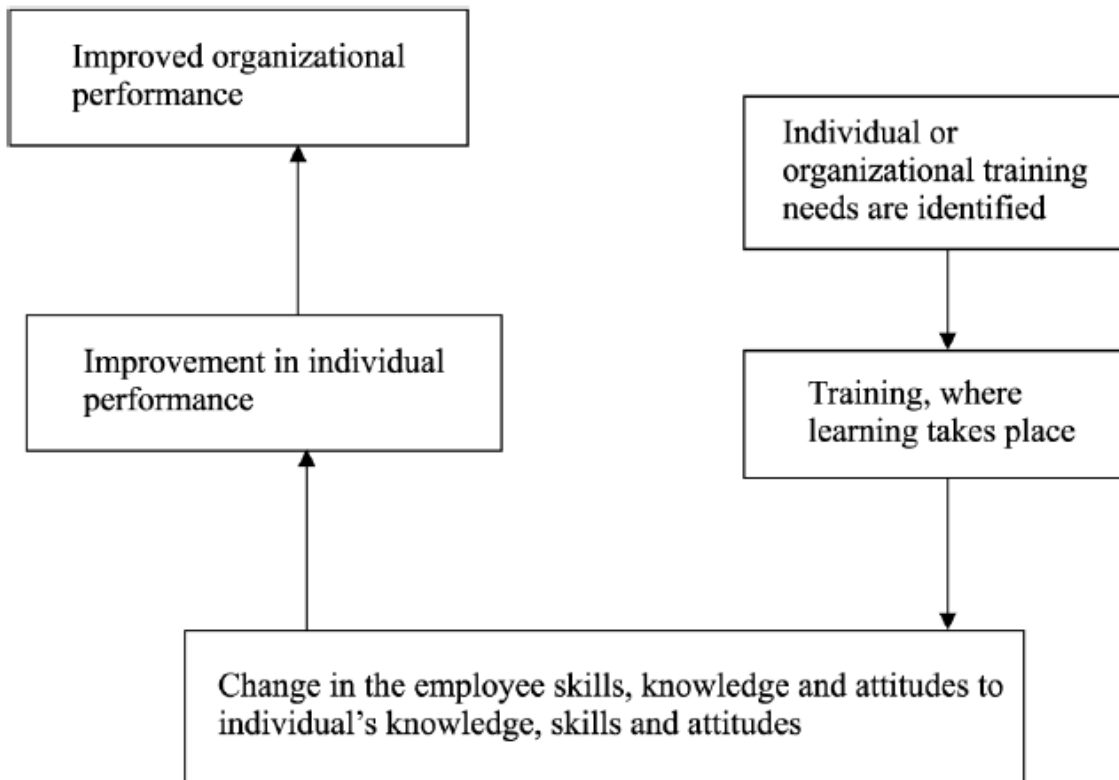 Improved organizational
performance
Individual or
organizational training
needs are identified
Improvement in individual
performance
Training, where
learning takes place
Change in the employee skills, knowledge and attitudes to
individual's knowledge, skills and attitudes